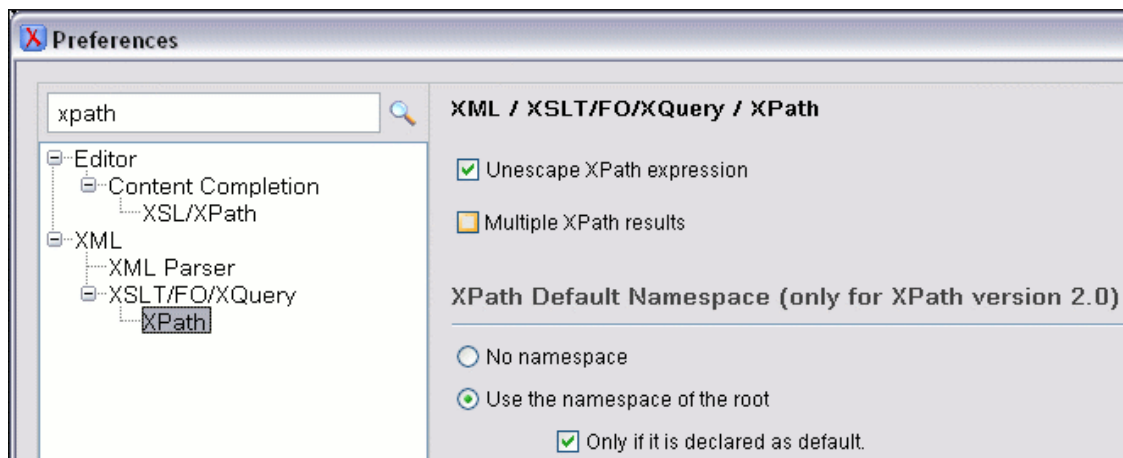 Preferences
xpath
Editor
Content Completion
XSL/XPath
XML
XML Parser
XSLT/FO/XQuery
XPath
XML / XSLT/FO/XQuery / XPath
Unescape XPath expression
Multiple XPath results
XPath Default Namespace (only for XPath version 2.0)
No namespace
Use the namespace of the root
Only if it is declared as default.